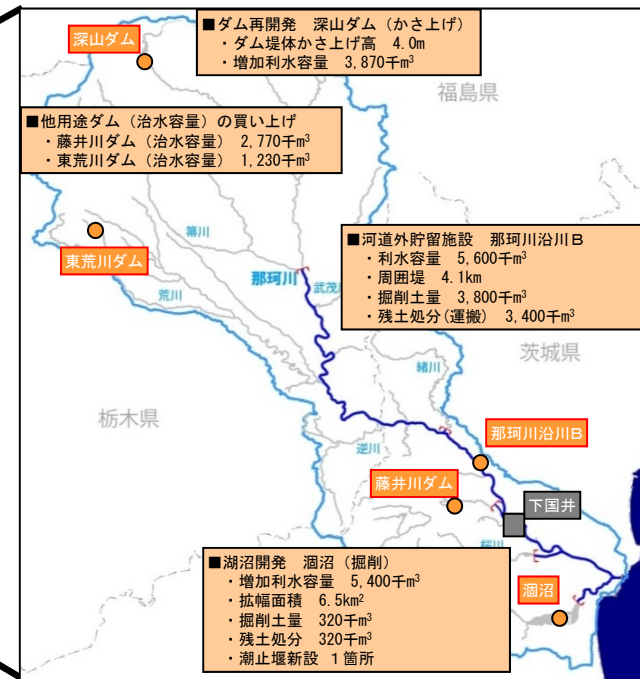 深山ダム
■ダム再開発 深山ダム（かさ上げ）
・ダム堤体かさ上げ高 4.0m
・増加利水容量 3,870千m³
福島県
■他用途ダム（治水容量）の買い上げ
・藤井川ダム（治水容量） 2,770千m³
・東荒川ダム（治水容量） 1,230千m³
箒川
東荒川ダム
那珂川
武茂川
荒川
■河道外貯留施設 那珂川沿川Ｂ
・利水容量 5,600千m³
・周囲堤 4.1km
・掘削土量 3,800千m³
・残土処分(運搬) 3,400千m³
茨城県
緒川
栃木県
逆川
那珂川沿川B
藤井川ダム
下国井
桜川
■湖沼開発 涸沼（掘削）
・増加利水容量 5,400千m³
・拡幅面積 6.5km²
・掘削土量 320千m³
・残土処分 320千m³
・潮止堰新設 １箇所
涸沼